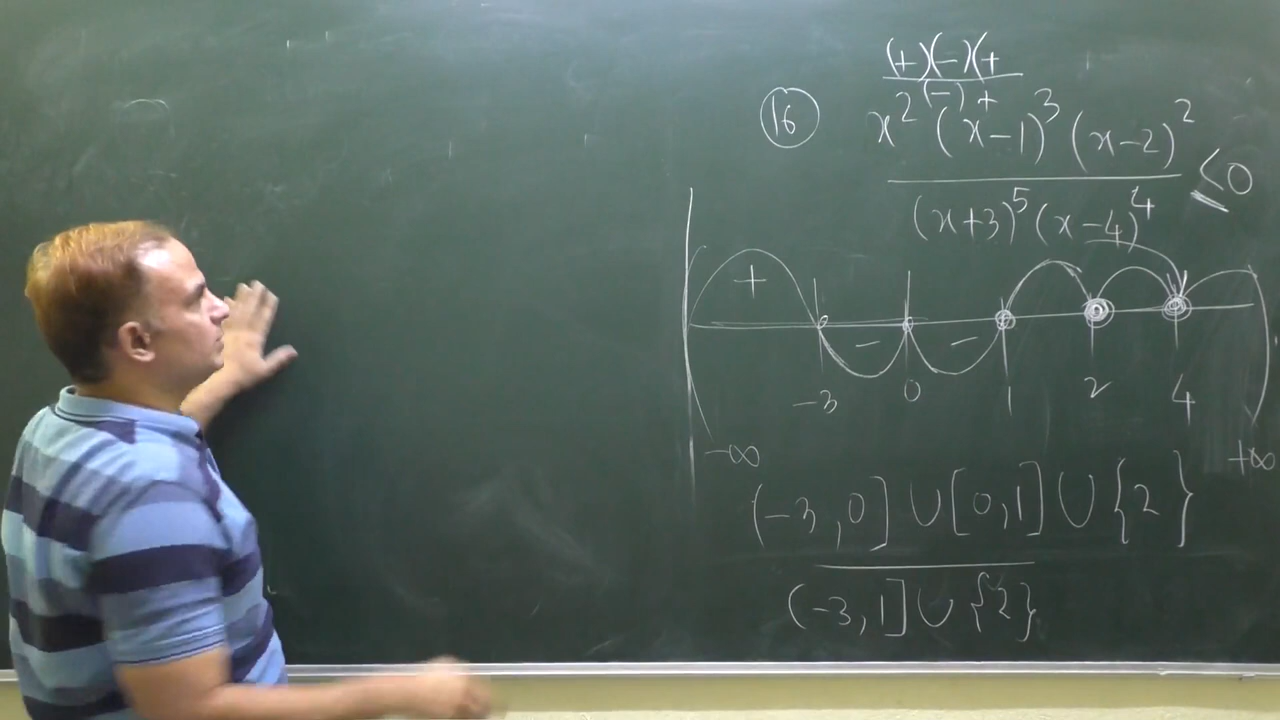 (+)(-)(+
(-) +
16
x² (x-1)³ (x-2)²
≤0
(x+3)⁵(x-4)⁴
+ - -
-3 0 1 2 4
-∞ +∞
(-3,0]∪[0,1]∪{2}
(-3,1]∪{2}